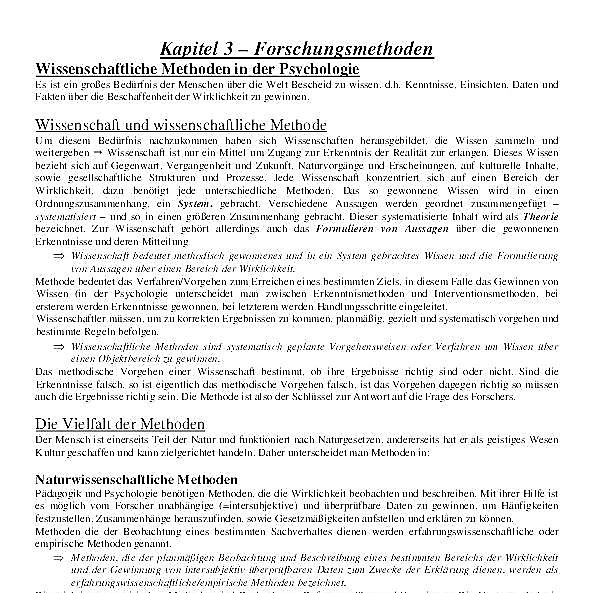 Kapitel 3 – Forschungsmethoden
Wissenschaftliche Methoden in der Psychologie
Es ist ein großes Bedürfnis der Menschen über die Welt Bescheid zu wissen, d.h. Kenntnisse, Einsichten, Daten und
Fakten über die Beschaffenheit der Wirklichkeit zu gewinnen.
Wissenschaft und wissenschaftliche Methode
Um diesem Bedürfnis nachzukommen haben sich Wissenschaften herausgebildet, die Wissen sammeln und
weitergeben → Wissenschaft ist nur ein Mittel um Zugang zur Erkenntnis der Realität zur erlangen. Dieses Wissen
bezieht sich auf Gegenwart, Vergangenheit und Zukunft, Naturvorgänge und Erscheinungen, auf kulturelle Inhalte,
sowie gesellschaftliche Strukturen und Prozesse. Jede Wissenschaft konzentriert sich auf einen Bereich der
Wirklichkeit, dazu benötigt jede unterschiedliche Methoden. Das so gewonnene Wissen wird in einen
Ordnungszusammenhang, ein System, gebracht. Verschiedene Aussagen werden geordnet zusammengefügt –
systematisiert – und so in einen größeren Zusammenhang gebracht. Dieser systematisierte Inhalt wird als Theorie
bezeichnet. Zur Wissenschaft gehört allerdings auch das Formulieren von Aussagen über die gewonnenen
Erkenntnisse und deren Mitteilung
⇒ Wissenschaft bedeutet methodisch gewonnenes und in ein System gebrachtes Wissen und die Formulierung
von Aussagen über einen Bereich der Wirklichkeit.
Methode bedeutet das Verfahren/Vorgehen zum Erreichen eines bestimmten Ziels, in diesem Falle das Gewinnen von
Wissen (in der Psychologie unterscheidet man zwischen Erkenntnismethoden und Interventionsmethoden, bei
ersterem werden Erkenntnisse gewonnen, bei letzterem werden Handlungsschritte eingeleitet.
Wissenschaftler müssen, um zu korrekten Ergebnissen zu kommen, planmäßig, gezielt und systematisch vorgehen und
bestimmte Regeln befolgen.
⇒ Wissenschaftliche Methoden sind systematisch geplante Vorgehensweisen oder Verfahren um Wissen über
einen Objektbereich zu gewinnen.
Das methodische Vorgehen einer Wissenschaft bestimmt, ob ihre Ergebnisse richtig sind oder nicht. Sind die
Erkenntnisse falsch, so ist eigentlich das methodische Vorgehen falsch, ist das Vorgehen dagegen richtig so müssen
auch die Ergebnisse richtig sein. Die Methode ist also der Schlüssel zur Antwort auf die Frage des Forschers.
Die Vielfalt der Methoden
Der Mensch ist einerseits Teil der Natur und funktioniert nach Naturgesetzen, andererseits hat er als geistiges Wesen
Kultur geschaffen und kann zielgerichtet handeln. Daher unterscheidet man Methoden in:
Naturwissenschaftliche Methoden
Pädagogik und Psychologie benötigen Methoden, die die Wirklichkeit beobachten und beschreiben. Mit ihrer Hilfe ist
es möglich vom Forscher unabhängige (=intersubjektive) und überprüfbare Daten zu gewinnen, um Häufigkeiten
festzustellen, Zusammenhänge herauszufinden, sowie Gesetzmäßigkeiten aufstellen und erklären zu können.
Methoden die der Beobachtung eines bestimmten Sachverhaltes dienen werden erfahrungswissenschaftliche oder
empirische Methoden genannt.
⇒ Methoden, die der planmäßigen Beobachtung und Beschreibung eines bestimmten Bereichs der Wirklichkeit
und der Gewinnung von intersubjektiv überprüfbaren Daten zum Zwecke der Erklärung dienen, werden als
erfahrungswissenschaftliche/empirische Methoden bezeichnet.